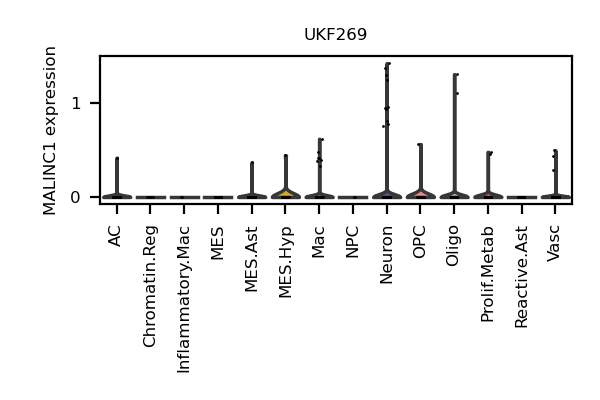 UKF269
MALINC1 expression
1
0
AC
Chromatin.Reg
Inflammatory.Mac
MES
MES.Ast
MES.Hyp
Mac
NPC
Neuron
OPC
Oligo
Prolif.Metab
Reactive.Ast
Vasc